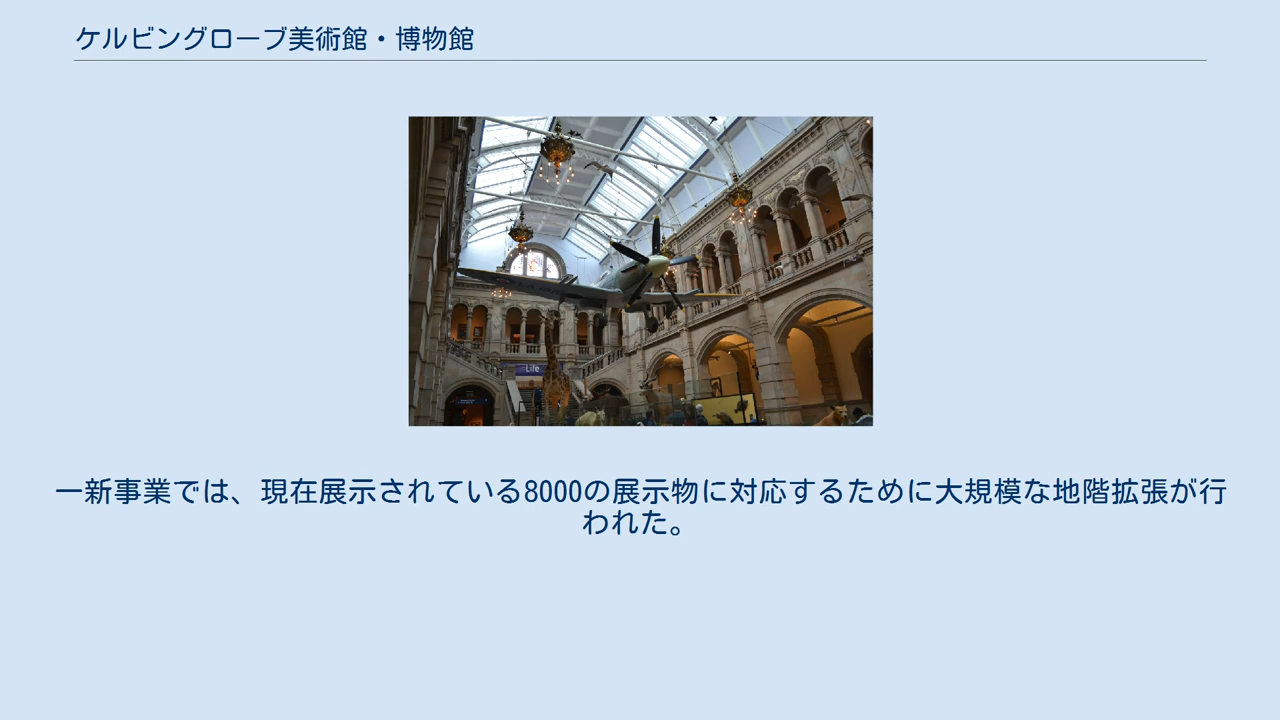 ケルビングローブ美術館・博物館
Life
一新事業では、現在展示されている8000の展示物に対応するために大規模な地階拡張が行
われた。